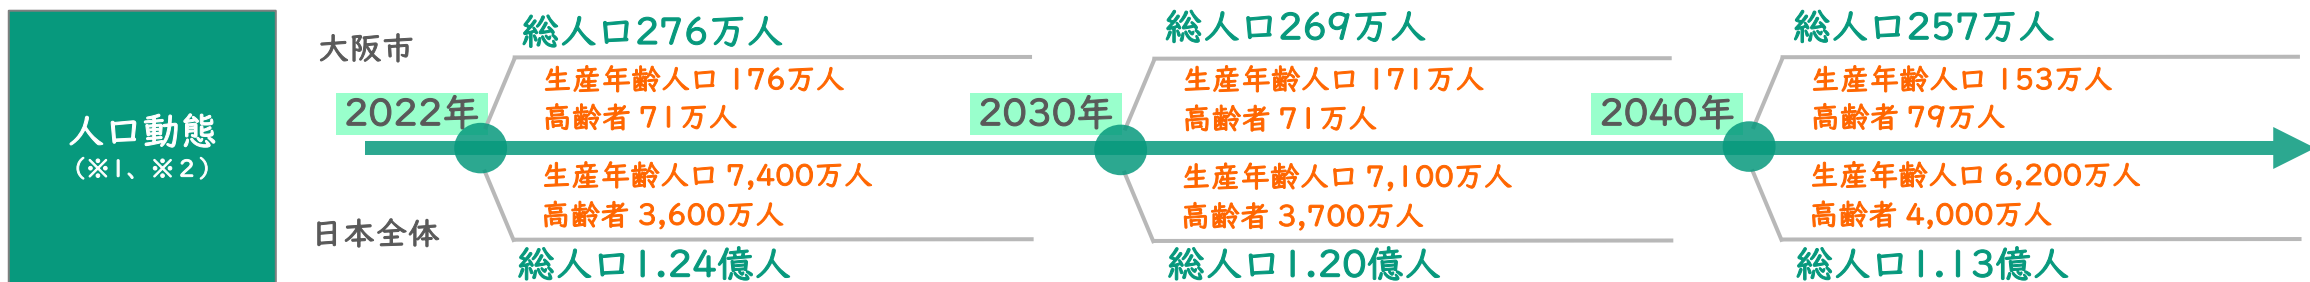 人口動態
(※1、※2)
大阪市
2022年
総人口276万人
生産年齢人口 176万人
高齢者 71万人
2030年
総人口269万人
生産年齢人口 171万人
高齢者 71万人
2040年
総人口257万人
生産年齢人口 153万人
高齢者 79万人
日本全体
生産年齢人口 7,400万人
高齢者 3,600万人
総人口1.24億人
生産年齢人口 7,100万人
高齢者 3,700万人
総人口1.20億人
生産年齢人口 6,200万人
高齢者 4,000万人
総人口1.13億人